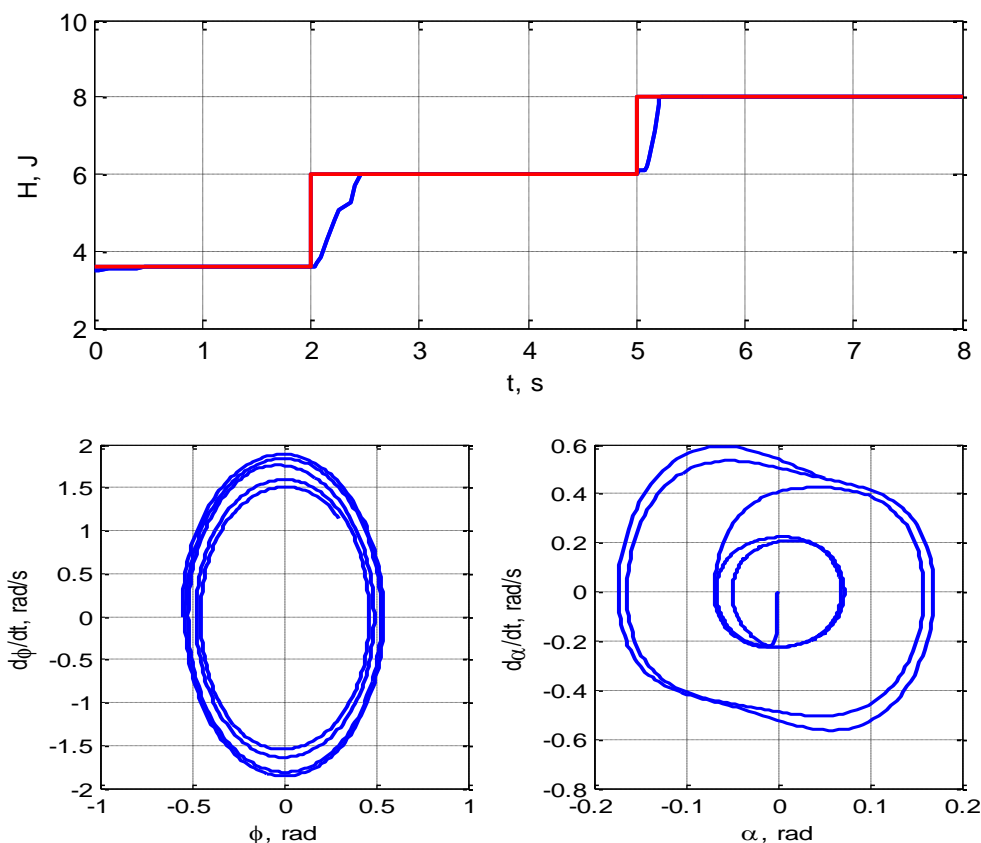 10
8
6
4
2
H, J
0 1 2 3 4 5 6 7 8
t, s
2
1.5
1
0.5
0
-0.5
-1
-1.5
-2
dϕ/dt, rad/s
-1 -0.5 0 0.5 1
ϕ, rad
0.6
0.4
0.2
0
-0.2
-0.4
-0.6
-0.8
dα/dt, rad/s
-0.2 -0.1 0 0.1 0.2
α, rad